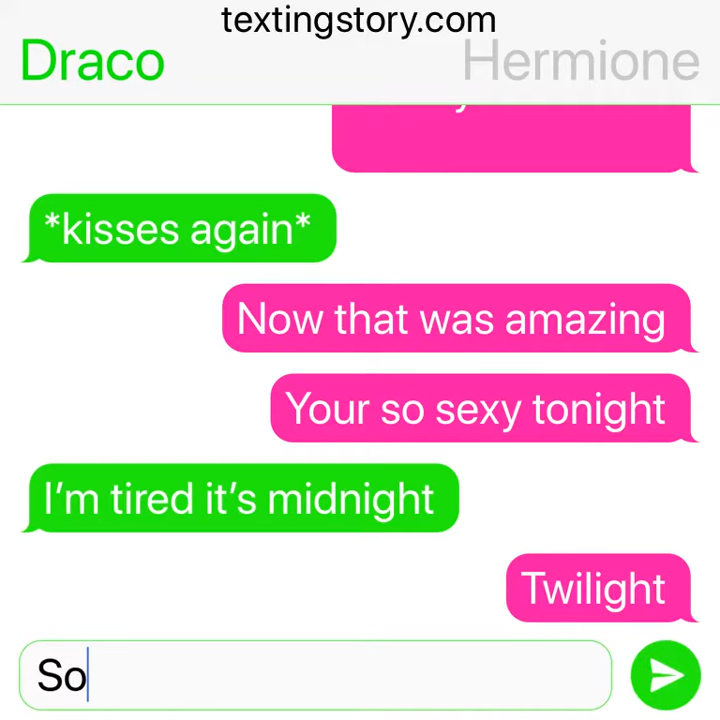 textingstory.com
Draco
Hermione
*kisses again*
Now that was amazing
Your so sexy tonight
I'm tired it's midnight
Twilight
So